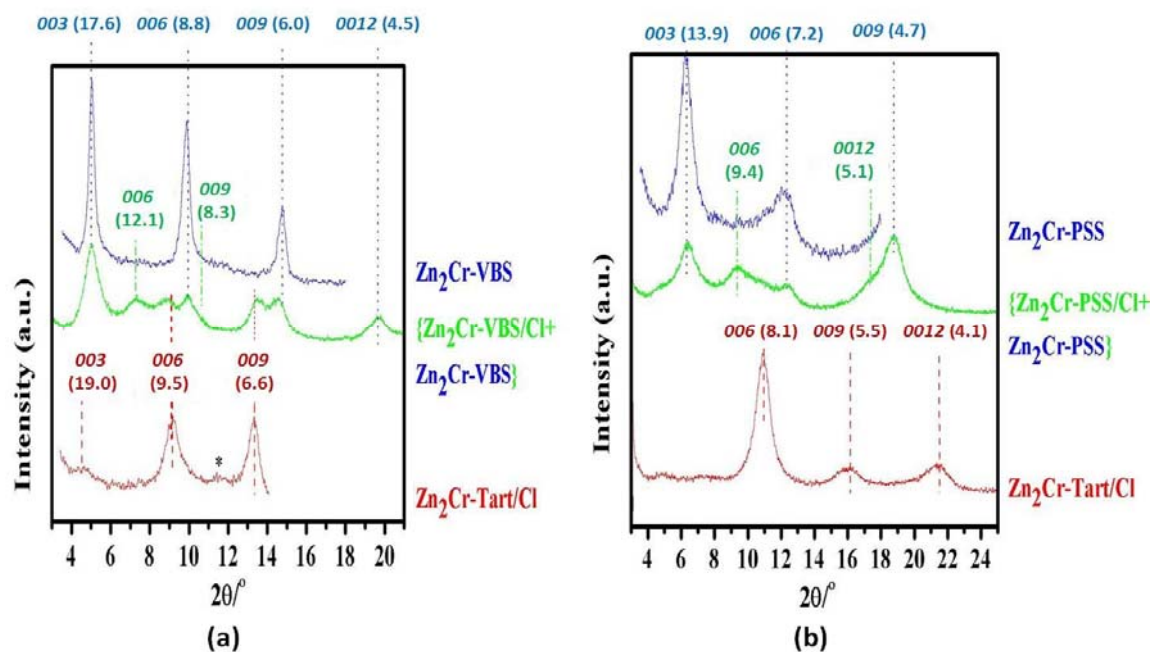 003 (17.6) 006 (8.8) 009 (6.0) 0012 (4.5)
006
(12.1)
009
(8.3)
Zn2Cr-VBS
{Zn2Cr-VBS/Cl+
Zn2Cr-VBS}
003
(19.0)
006
(9.5)
009
(6.6)
*
Zn2Cr-Tart/Cl
Intensity (a.u.)
4 6 8 10 12 14 16 18 20
2θ/°
(a)
003 (13.9) 006 (7.2) 009 (4.7)
006
(9.4)
0012
(5.1)
Zn2Cr-PSS
{Zn2Cr-PSS/Cl+
Zn2Cr-PSS}
006 (8.1) 009 (5.5) 0012 (4.1)
Zn2Cr-Tart/Cl
Intensity (a.u.)
4 6 8 10 12 14 16 18 20 22 24
2θ/°
(b)